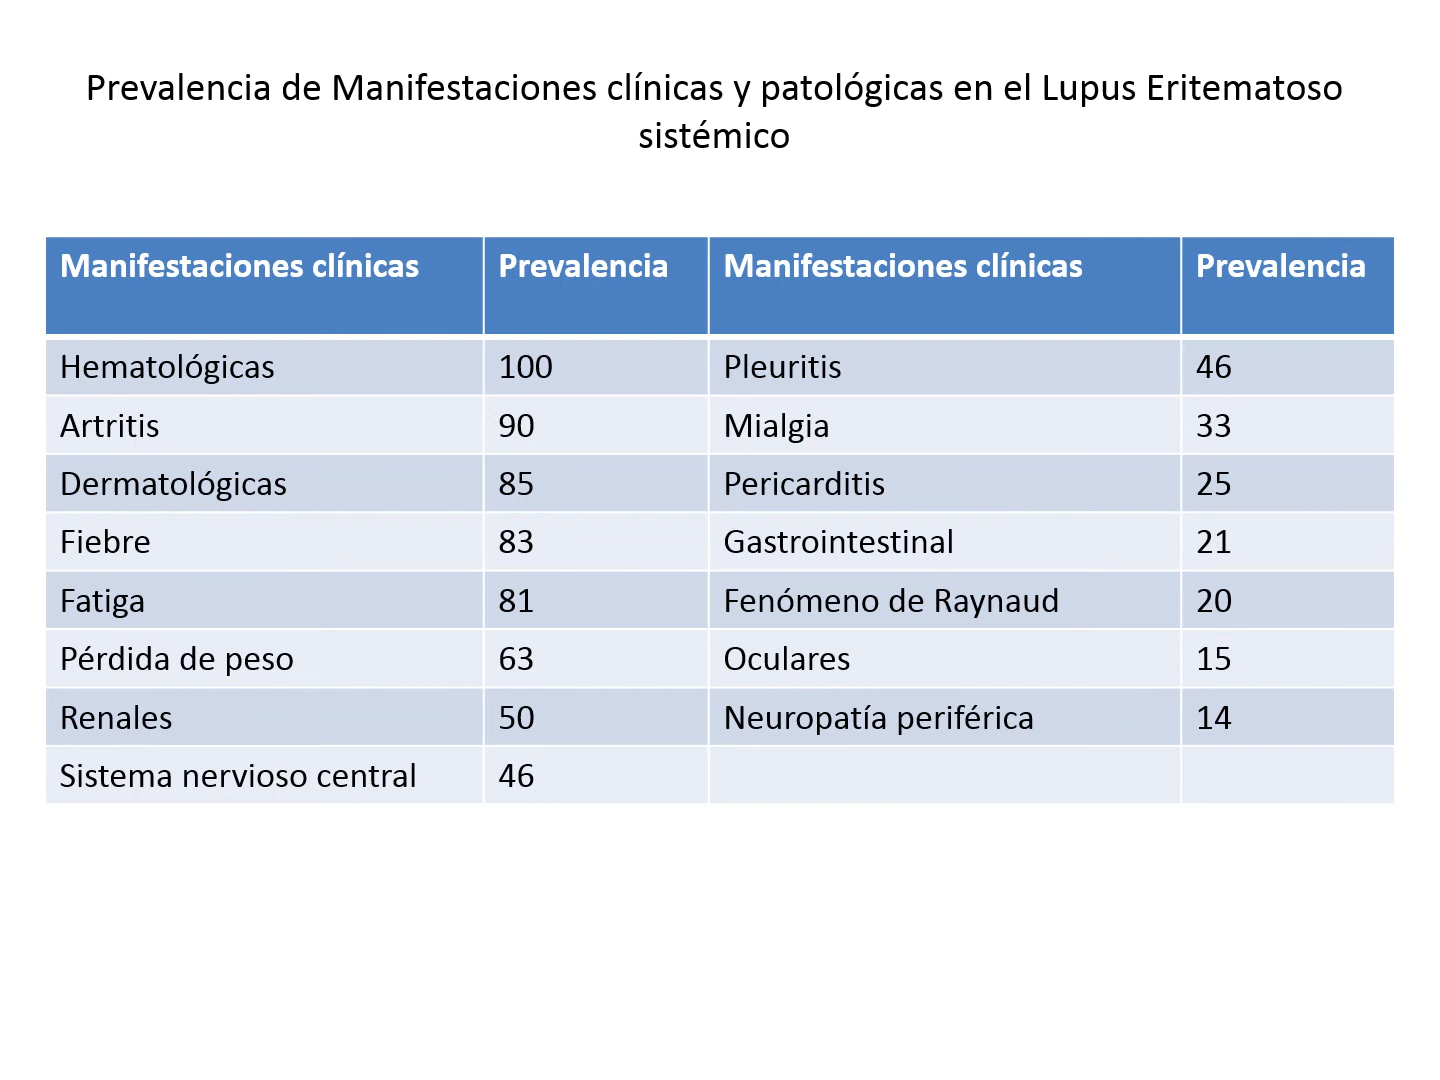 Prevalencia de Manifestaciones clínicas y patológicas en el Lupus Eritematoso
sistémico
Manifestaciones clínicas Prevalencia Manifestaciones clínicas Prevalencia
Hematológicas 100 Pleuritis 46
Artritis 90 Mialgia 33
Dermatológicas 85 Pericarditis 25
Fiebre 83 Gastrointestinal 21
Fatiga 81 Fenómeno de Raynaud 20
Pérdida de peso 63 Oculares 15
Renales 50 Neuropatía periférica 14
Sistema nervioso central 46